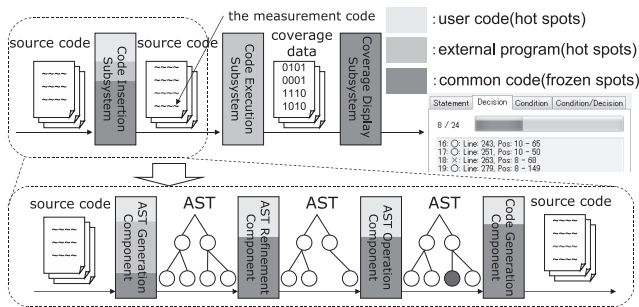 the measurement code
: user code(hot spots)
: external program(hot spots)
: common code(frozen spots)
source code
Code Insertion
Subsystem
source code
Code Execution
Subsystem
coverage
data
0101
0001
1110
1010
Coverage Display
Subsystem
Statement Decision Condition Condition/Decision
8 / 24
16: O: Line: 243, Pos: 10 - 65
17: O: Line: 251, Pos: 10 - 50
18: ×: Line: 263, Pos: 8 - 68
19: O: Line: 279, Pos: 8 - 149
source code
AST Generation
Component
AST
AST Refinement
Component
AST
AST Operation
Component
AST
Code Generation
Component
source code